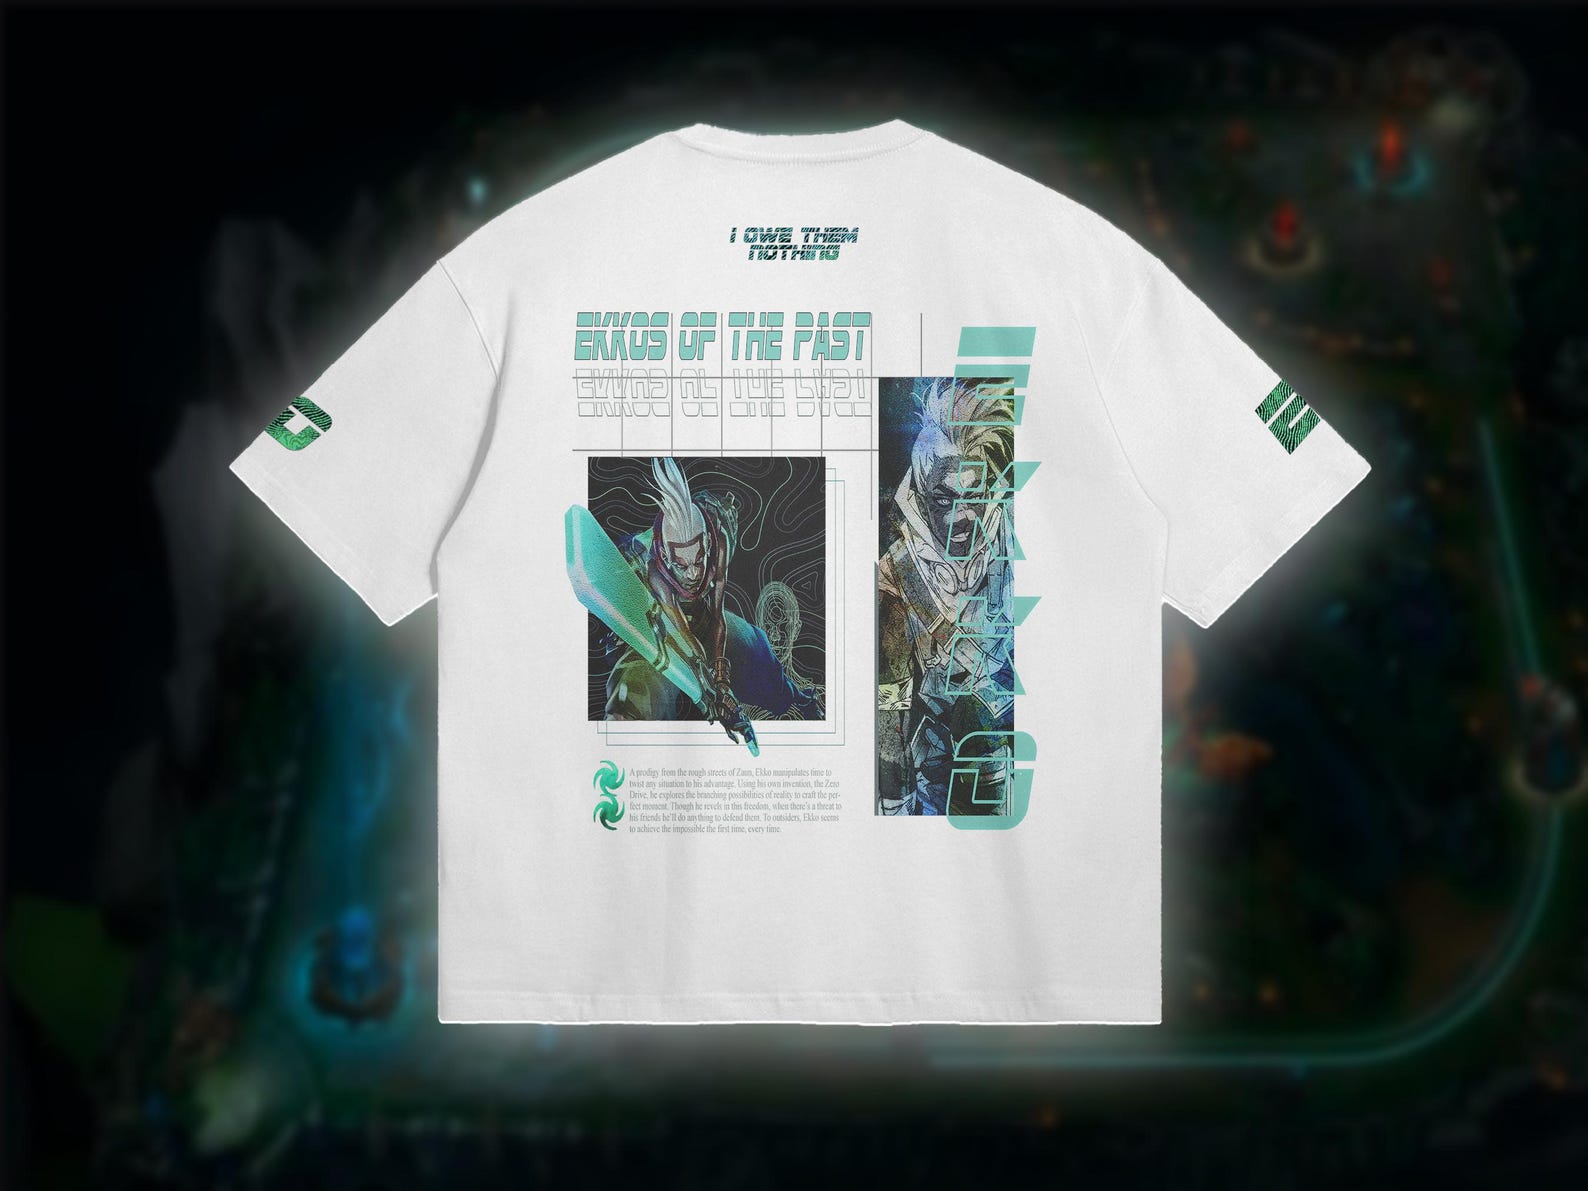 I OWE THEM
NOTHING
EKKOS OF THE PAST
EKKOS OF THE PAST
EKKO
O
E
A prodigy from the rough streets of Zaun, Ekko manipulates time to
twist any situation to his advantage. Using his own invention, the Zero
Drive, he explores the branching possibilities of reality to craft the per-
fect moment. Though he revels in this freedom, when there's a threat to
his friends he'll do anything to defend them. To outsiders, Ekko seems
to achieve the impossible the first time, every time.